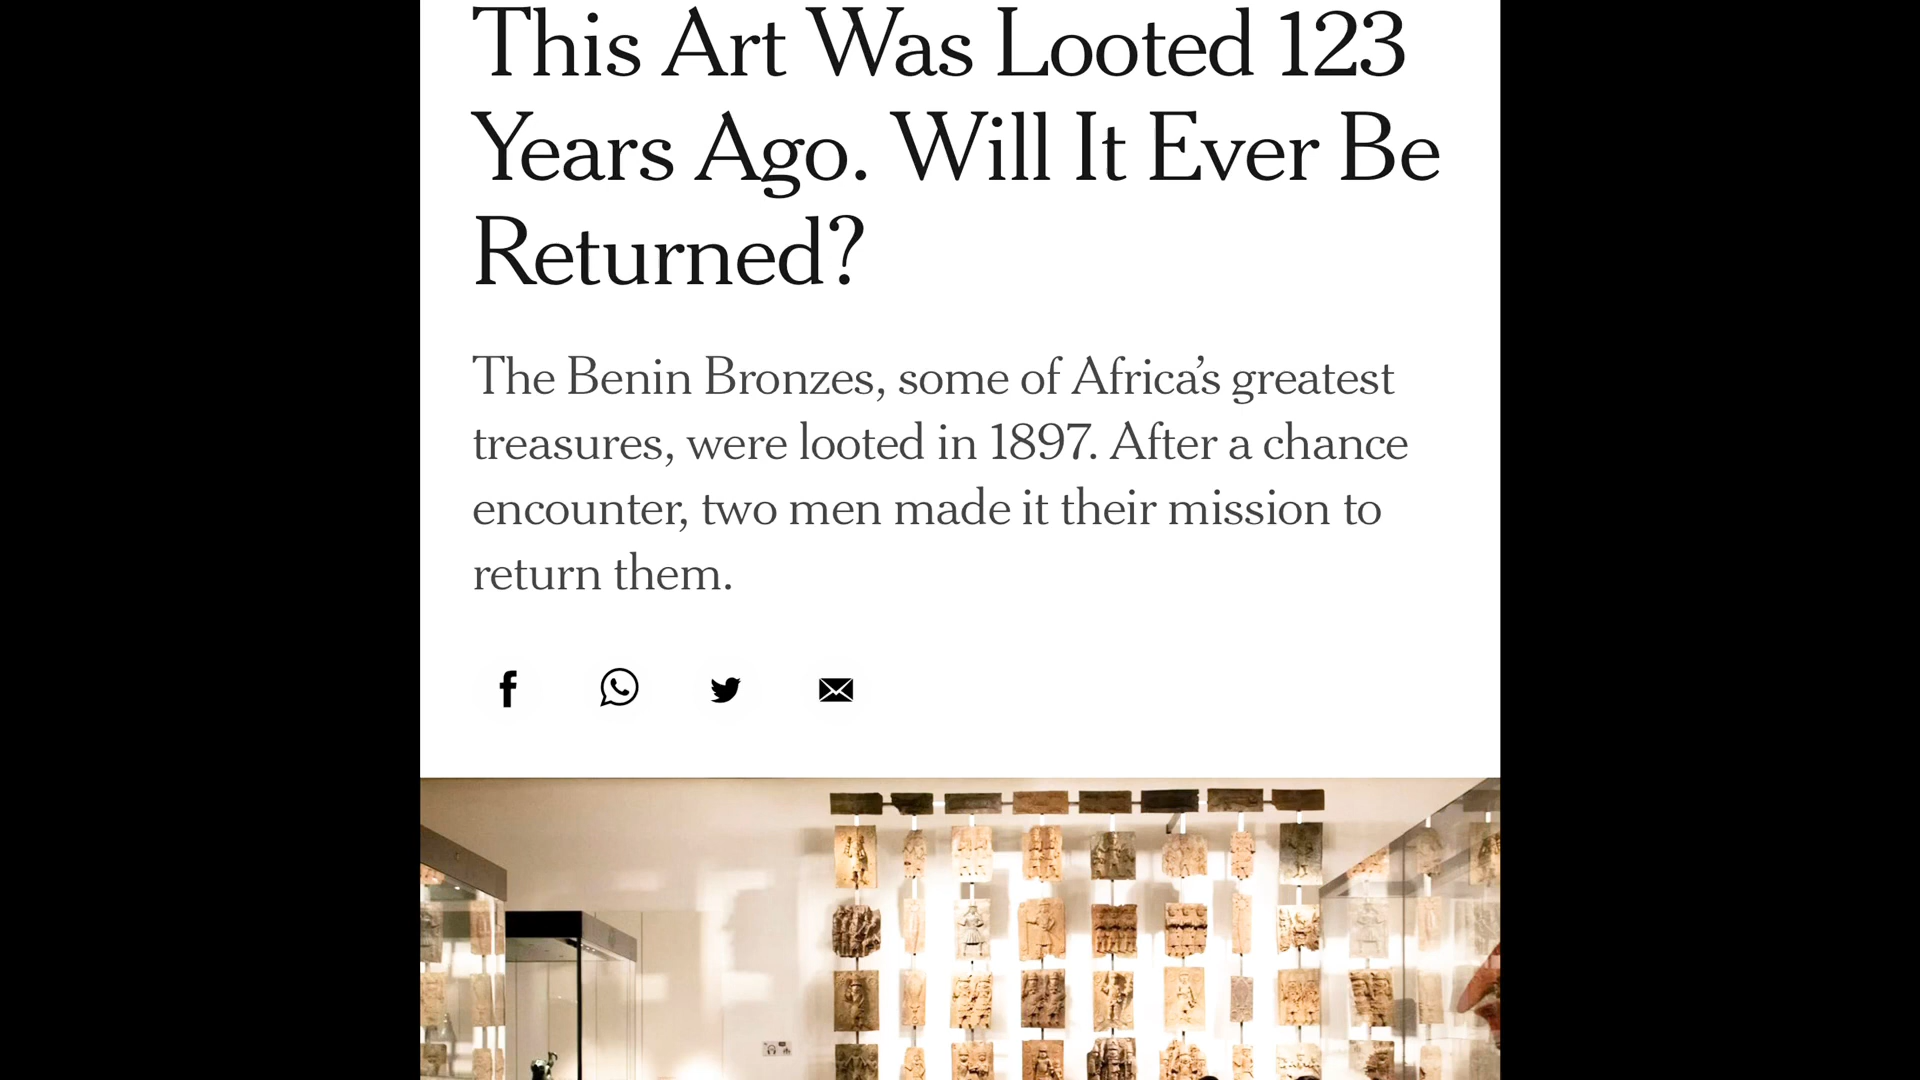 This Art Was Looted 123
Years Ago. Will It Ever Be
Returned?
The Benin Bronzes, some of Africa’s greatest
treasures, were looted in 1897. After a chance
encounter, two men made it their mission to
return them.